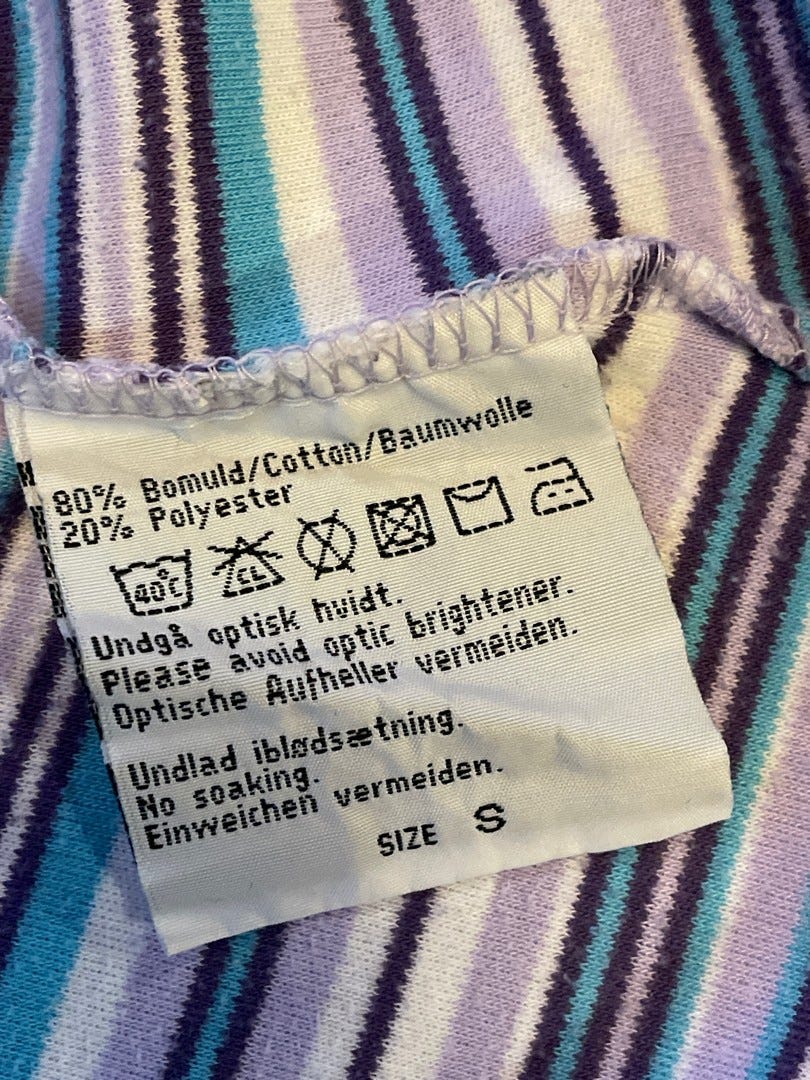 80% Bomuld/Cotton/Baumwolle
20% Polyester
40°C CL
Undgå optisk hvidt.
Please avoid optic brightener.
Optische Aufheller vermeiden.
Undlad iblødsætning.
No soaking.
Einweichen vermeiden.
SIZE S